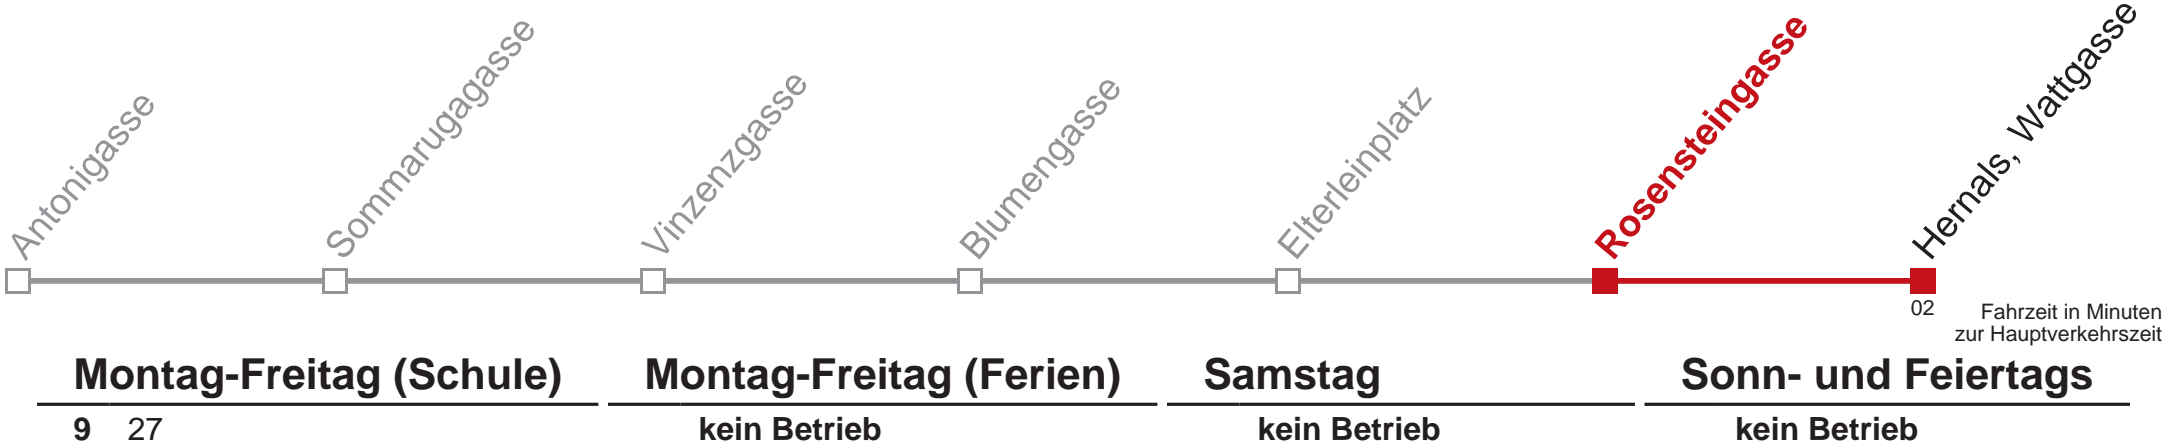 Antonigasse
Sommarugagasse
Vinzenzgasse
Blumengasse
Elterleinplatz
Rosensteingasse
Hernals, Wattgasse
02
Fahrzeit in Minuten
zur Hauptverkehrszeit
Montag-Freitag (Schule)
9 27
Montag-Freitag (Ferien)
kein Betrieb
Samstag
kein Betrieb
Sonn- und Feiertags
kein Betrieb